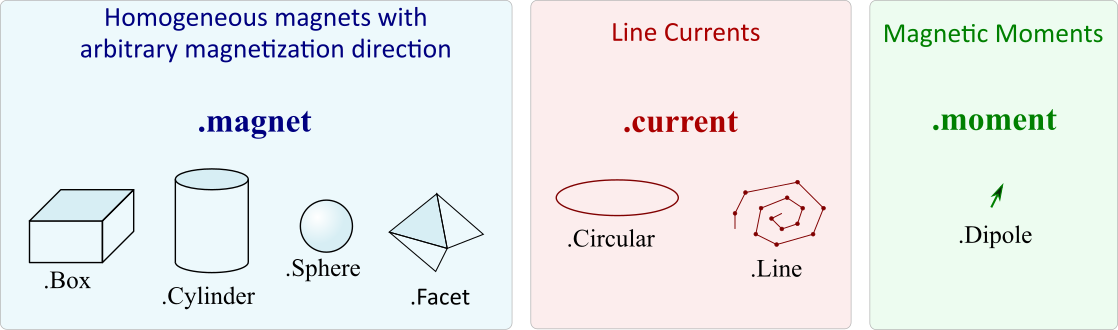 Homogeneous magnets with
arbitrary magnetization direction
.magnet
.Box
.Cylinder
.Sphere
.Facet
Line Currents
.current
.Circular
.Line
Magnetic Moments
.moment
.Dipole